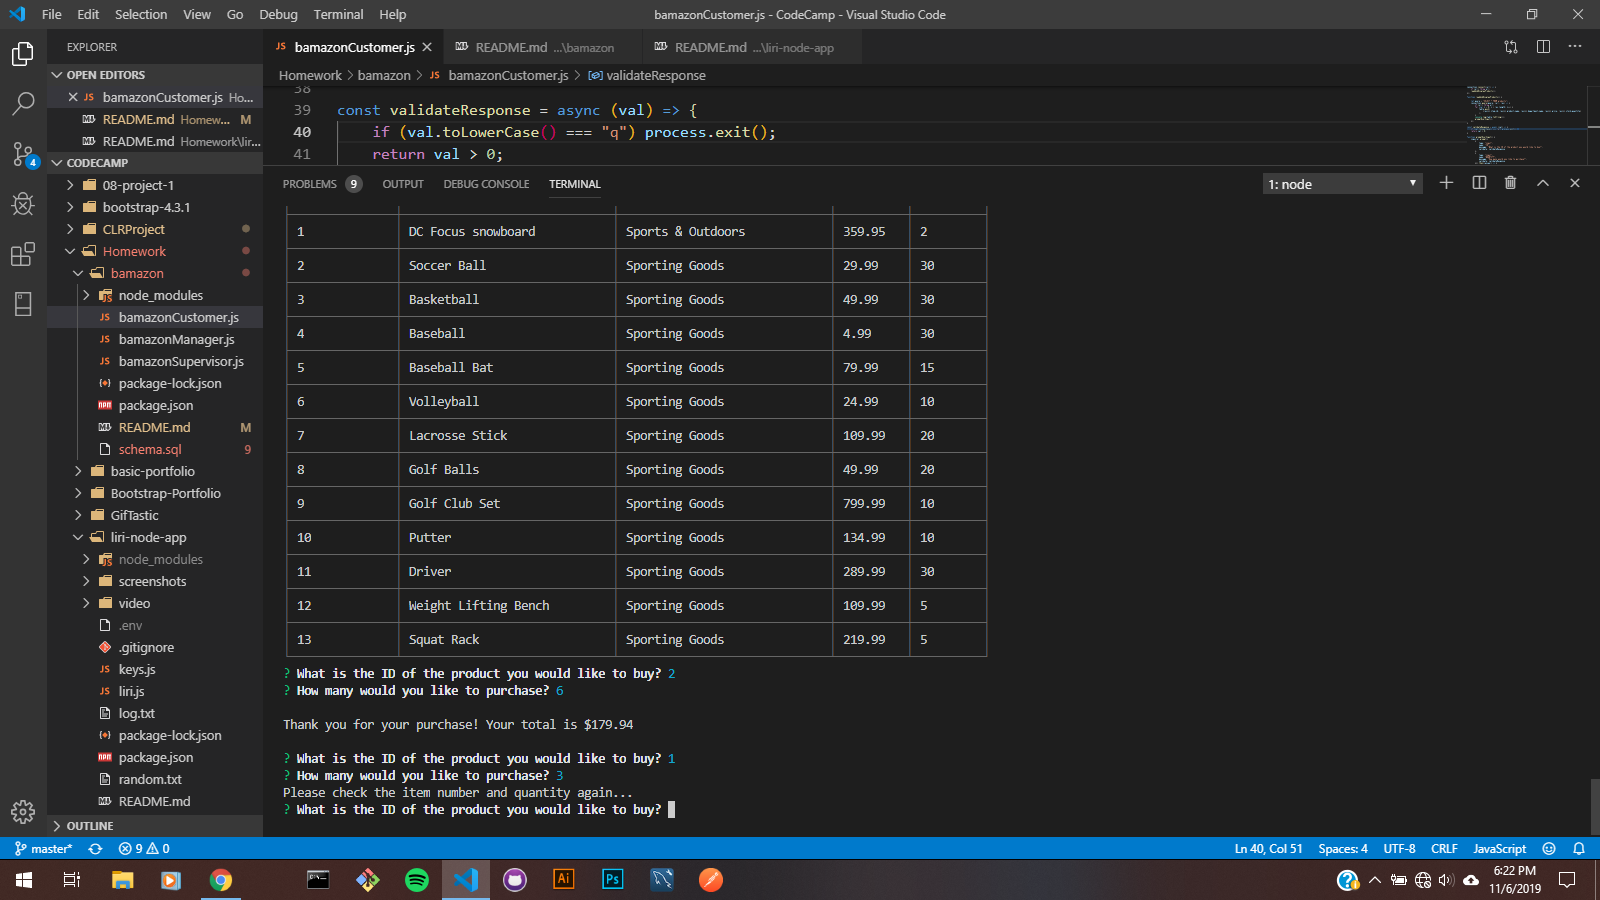 File Edit Selection View Go Debug Terminal Help
bamazonCustomer.js - CodeCamp - Visual Studio Code
EXPLORER
OPEN EDITORS
bamazonCustomer.js Ho...
README.md Homew... M
README.md Homework\lir...
CODECAMP
08-project-1
bootstrap-4.3.1
CLRProject
Homework
bamazon
node_modules
bamazonCustomer.js
bamazonManager.js
bamazonSupervisor.js
package-lock.json
package.json
README.md M
schema.sql 9
basic-portfolio
Bootstrap-Portfolio
GifTastic
liri-node-app
node_modules
screenshots
video
.env
.gitignore
keys.js
liri.js
log.txt
package-lock.json
package.json
random.txt
README.md
OUTLINE
JS bamazonCustomer.js
README.md ...\bamazon
README.md ...\liri-node-app
Homework > bamazon > JS bamazonCustomer.js > validateResponse
38
39 const validateResponse = async (val) => {
40 if (val.toLowerCase() === "q") process.exit();
41 return val > 0;
PROBLEMS 9 OUTPUT DEBUG CONSOLE TERMINAL
1: node
1 DC Focus snowboard Sports & Outdoors 359.95 2
2 Soccer Ball Sporting Goods 29.99 30
3 Basketball Sporting Goods 49.99 30
4 Baseball Sporting Goods 4.99 30
5 Baseball Bat Sporting Goods 79.99 15
6 Volleyball Sporting Goods 24.99 10
7 Lacrosse Stick Sporting Goods 109.99 20
8 Golf Balls Sporting Goods 49.99 20
9 Golf Club Set Sporting Goods 799.99 10
10 Putter Sporting Goods 134.99 10
11 Driver Sporting Goods 289.99 30
12 Weight Lifting Bench Sporting Goods 109.99 5
13 Squat Rack Sporting Goods 219.99 5
? What is the ID of the product you would like to buy? 2
? How many would you like to purchase? 6
Thank you for your purchase! Your total is $179.94
? What is the ID of the product you would like to buy? 1
? How many would you like to purchase? 3
Please check the item number and quantity again...
? What is the ID of the product you would like to buy?
4
master* 9 0
Ln 40, Col 51 Spaces: 4 UTF-8 CRLF JavaScript
Ai
Ps
6:22 PM
11/6/2019